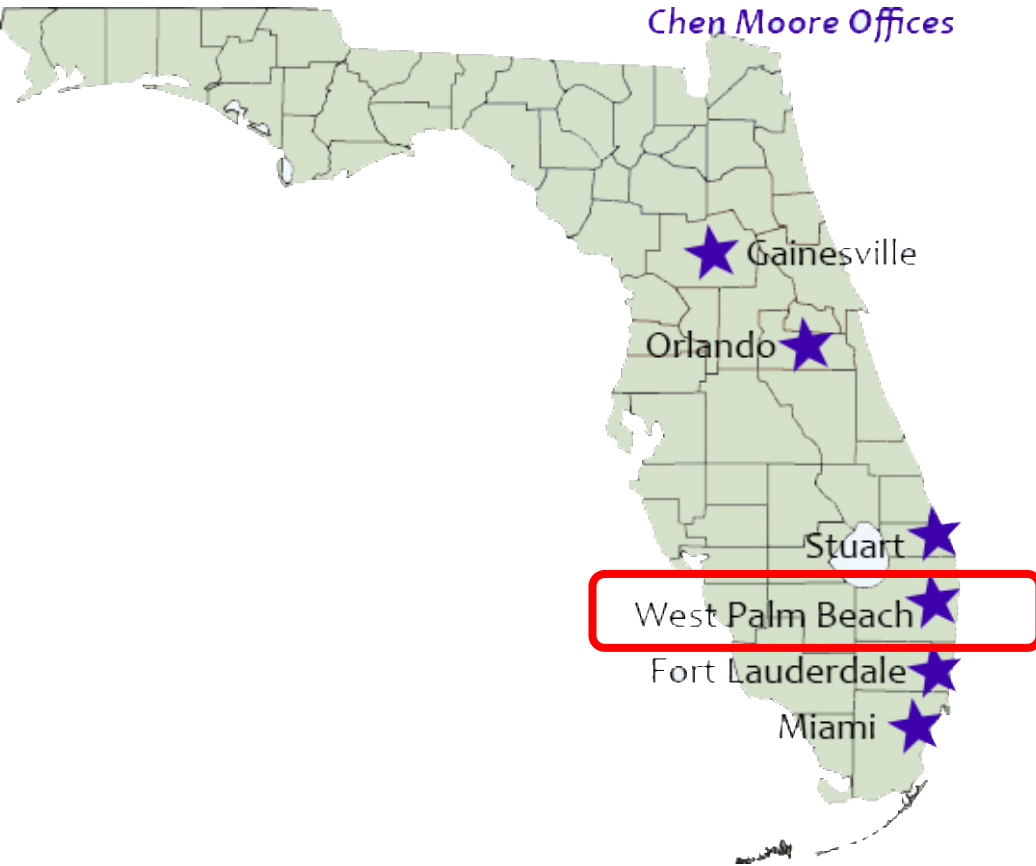 Chen Moore Offices
Gainesville
Orlando
Stuart
West Palm Beach
Fort Lauderdale
Miami